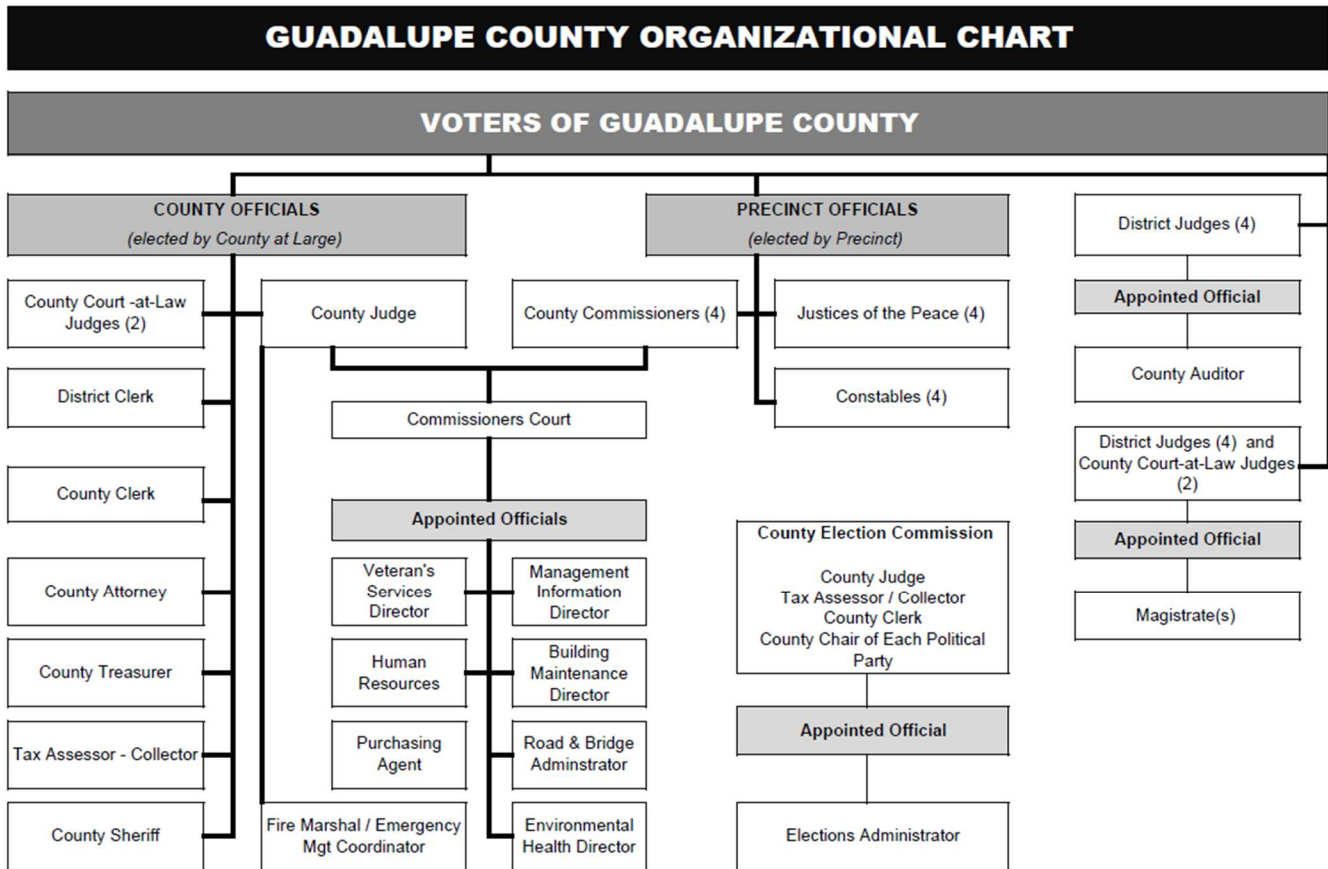 GUADALUPE COUNTY ORGANIZATIONAL CHART
VOTERS OF GUADALUPE COUNTY
COUNTY OFFICIALS
(elected by County at Large)
PRECINCT OFFICIALS
(elected by Precinct)
District Judges (4)
County Court -at-Law
Judges (2)
County Judge
County Commissioners (4)
Justices of the Peace (4)
Appointed Official
County Auditor
District Clerk
Commissioners Court
Constables (4)
District Judges (4) and
County Court-at-Law Judges
(2)
County Clerk
Appointed Officials
County Election Commission
County Judge
Tax Assessor / Collector
County Clerk
County Chair of Each Political
Party
Appointed Official
Magistrate(s)
County Attorney
Veteran's
Services
Director
Management
Information
Director
County Treasurer
Human
Resources
Building
Maintenance
Director
Appointed Official
Tax Assessor - Collector
Purchasing
Agent
Road & Bridge
Adminstrator
County Sheriff
Fire Marshal / Emergency
Mgt Coordinator
Environmental
Health Director
Elections Administrator